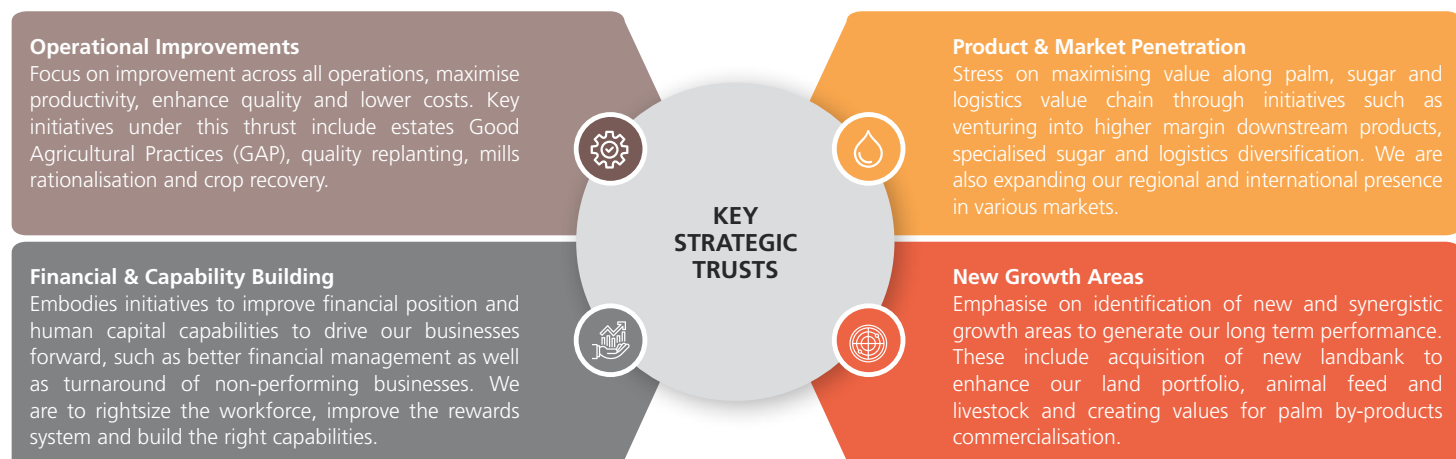 Operational Improvements
Focus on improvement across all operations, maximise
productivity, enhance quality and lower costs. Key
initiatives under this thrust include estates Good
Agricultural Practices (GAP), quality replanting, mills
rationalisation and crop recovery.
Product & Market Penetration
Stress on maximising value along palm, sugar and
logistics value chain through initiatives such as
venturing into higher margin downstream products,
specialised sugar and logistics diversification. We are
also expanding our regional and international presence
in various markets.
KEY
STRATEGIC
TRUSTS
Financial & Capability Building
Embodies initiatives to improve financial position and
human capital capabilities to drive our businesses
forward, such as better financial management as well
as turnaround of non-performing businesses. We
are to rightsize the workforce, improve the rewards
system and build the right capabilities.
New Growth Areas
Emphasise on identification of new and synergistic
growth areas to generate our long term performance.
These include acquisition of new landbank to
enhance our land portfolio, animal feed and
livestock and creating values for palm by-products
commercialisation.